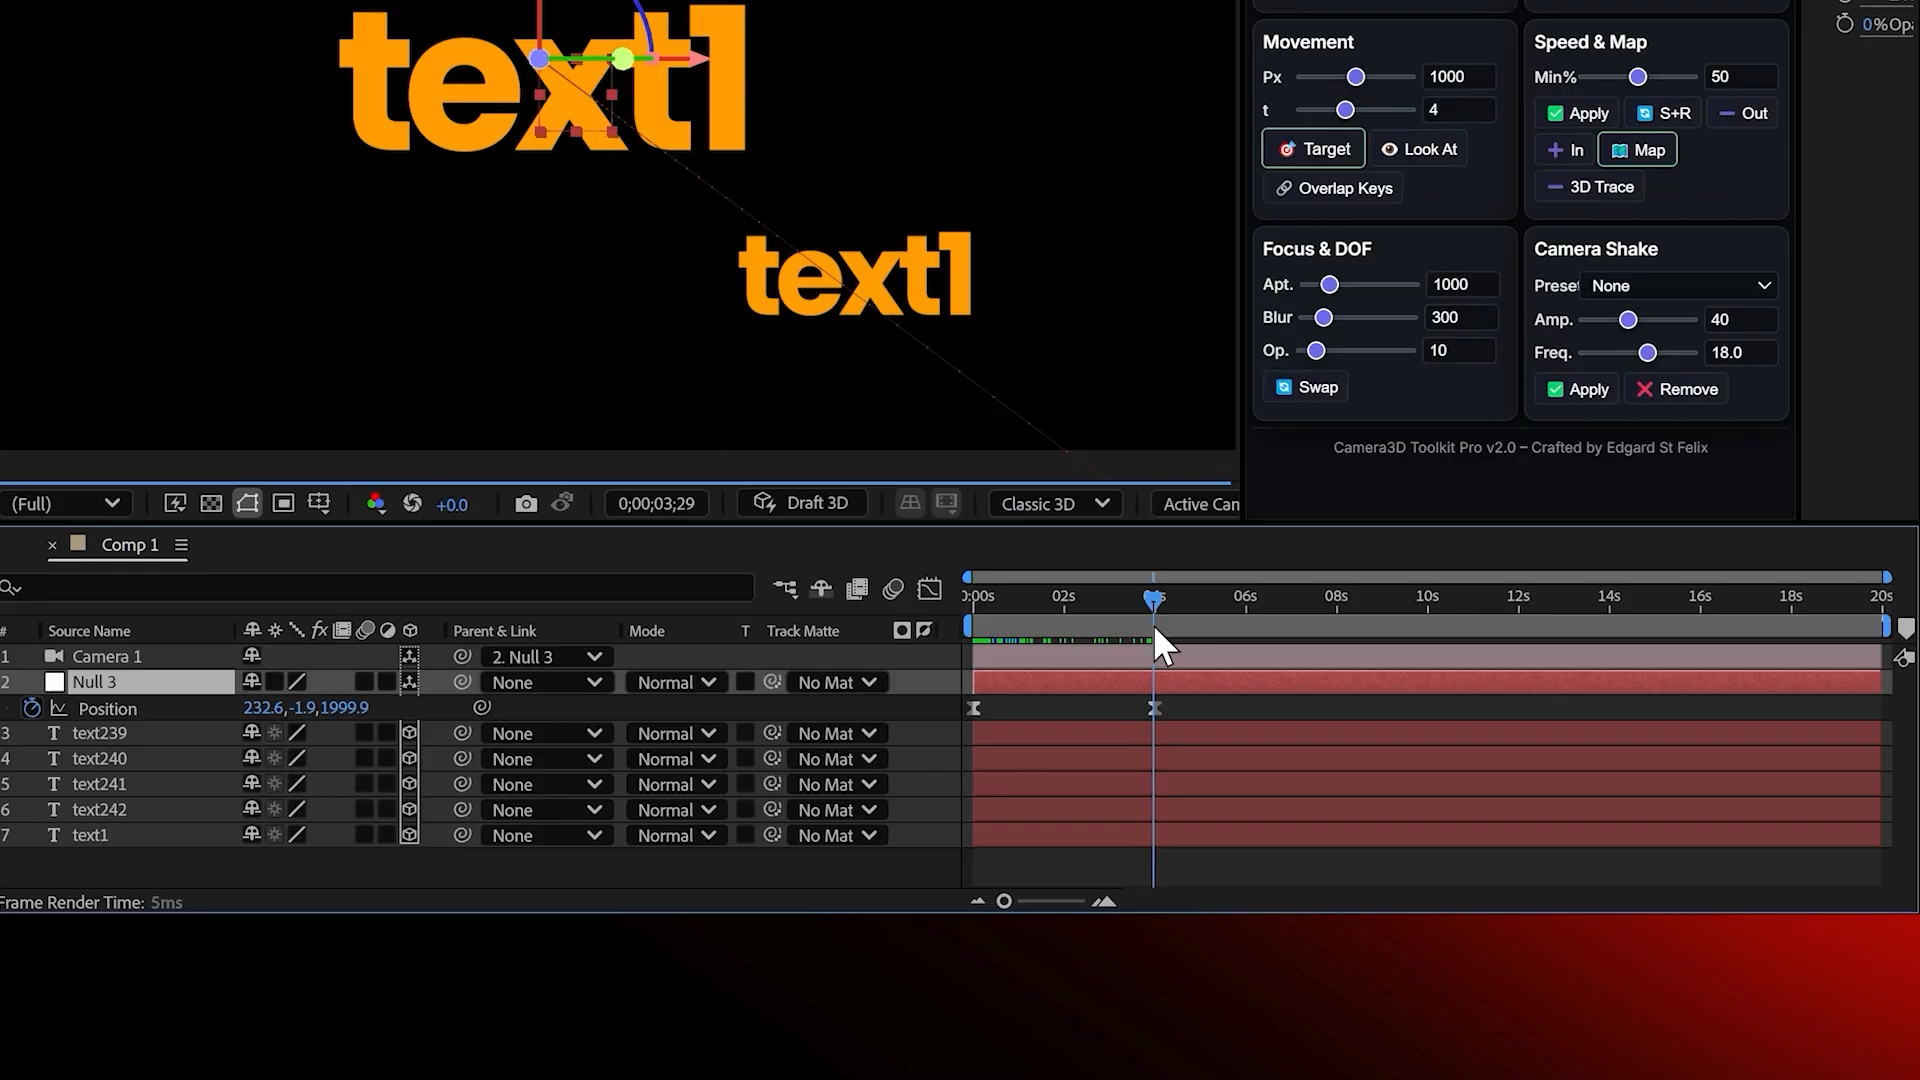 text1
text1
Movement
Px 1000
t 4
Target Look At
Overlap Keys
Speed & Map
Min% 50
Apply S+R Out
In Map
3D Trace
Focus & DOF
Apt. 1000
Blur 300
Op. 10
Swap
Camera Shake
Preset None
Amp. 40
Freq. 18.0
Apply Remove
Camera3D Toolkit Pro v2.0 – Crafted by Edgard St Felix
0%Op
(Full) +0.0 0;00;03;29 Draft 3D Classic 3D Active Can
Comp 1
0:00s 02s 06s 08s 10s 12s 14s 16s 18s 20s
# Source Name fx Parent & Link Mode T Track Matte
1 Camera 1 2. Null 3
2 Null 3 None Normal No Mat
Position 232.6,-1.9,1999.9
3 T text239 None Normal No Mat
4 T text240 None Normal No Mat
5 T text241 None Normal No Mat
6 T text242 None Normal No Mat
7 T text1 None Normal No Mat
Frame Render Time: 5ms